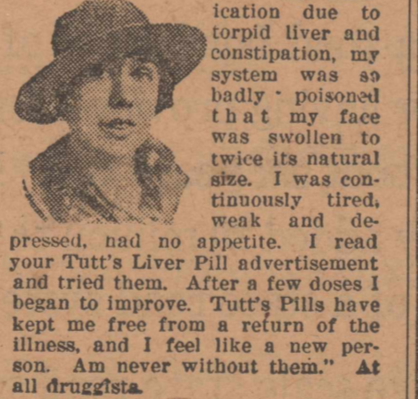 ication due to
torpid liver and
constipation, my
system was so
badly poisoned
that my face
was swollen to
twice its natural
size. I was con-
tinuously tired,
weak and de-
pressed, had no appetite. I read
your Tutt's Liver Pill advertisement
and tried them. After a few doses I
began to improve. Tutt's Pills have
kept me free from a return of the
illness, and I feel like a new per-
son. Am never without them." At
all druggists.